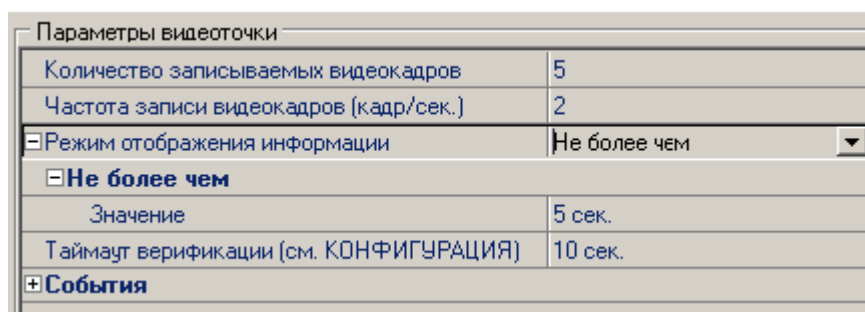 Параметры видеоточки
Количество записываемых видеокадров 5
Частота записи видеокадров (кадр/сек.) 2
Режим отображения информации Не более чем
Не более чем
Значение 5 сек.
Таймаут верификации (см. КОНФИГУРАЦИЯ) 10 сек.
События